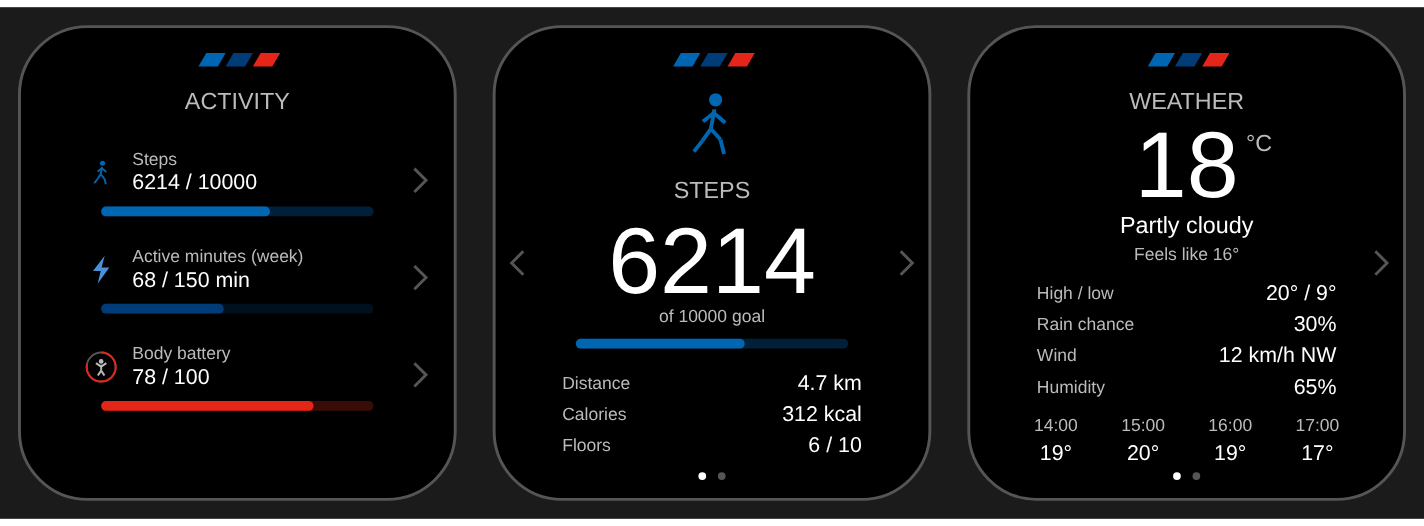 ACTIVITY
Steps
6214 / 10000
Active minutes (week)
68 / 150 min
Body battery
78 / 100
STEPS
6214
of 10000 goal
Distance 4.7 km
Calories 312 kcal
Floors 6 / 10
WEATHER
18 °C
Partly cloudy
Feels like 16°
High / low 20° / 9°
Rain chance 30%
Wind 12 km/h NW
Humidity 65%
14:00 15:00 16:00 17:00
19° 20° 19° 17°